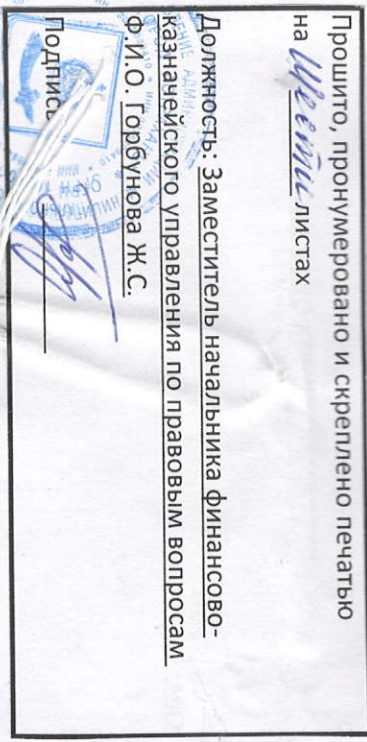 Прошито, пронумеровано и скреплено печатью
на Шести листах
Должность: Заместитель начальника финансово-
казначейского управления по правовым вопросам
Ф.И.О. Горбунова Ж.С.
Подпись